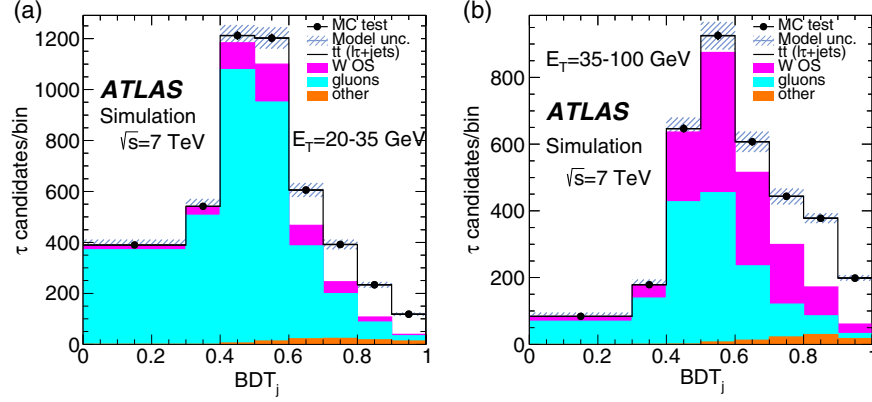 (a)
1200
1000
800
600
400
200
0
τ candidates/bin
ATLAS
Simulation
√s=7 TeV
MC test
Model unc.
tt̅ (lτ+jets)
W OS
gluons
other
E_T=20-35 GeV
0 0.2 0.4 0.6 0.8 1
BDT_j
(b)
800
600
400
200
0
τ candidates/bin
E_T=35-100 GeV
ATLAS
Simulation
√s=7 TeV
MC test
Model unc.
tt̅ (lτ+jets)
W OS
gluons
other
0 0.2 0.4 0.6 0.8 1
BDT_j